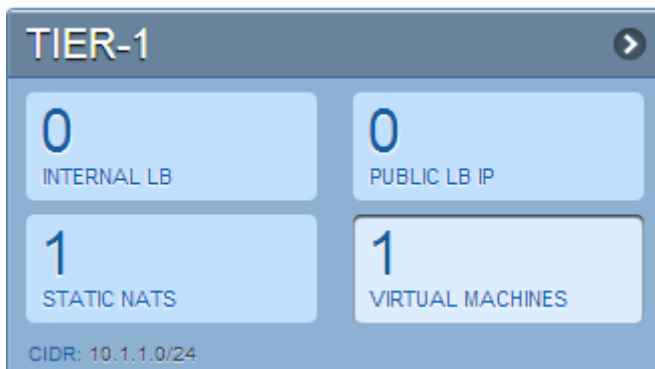 TIER-1
0
INTERNAL LB
0
PUBLIC LB IP
1
STATIC NATS
1
VIRTUAL MACHINES
CIDR: 10.1.1.0/24